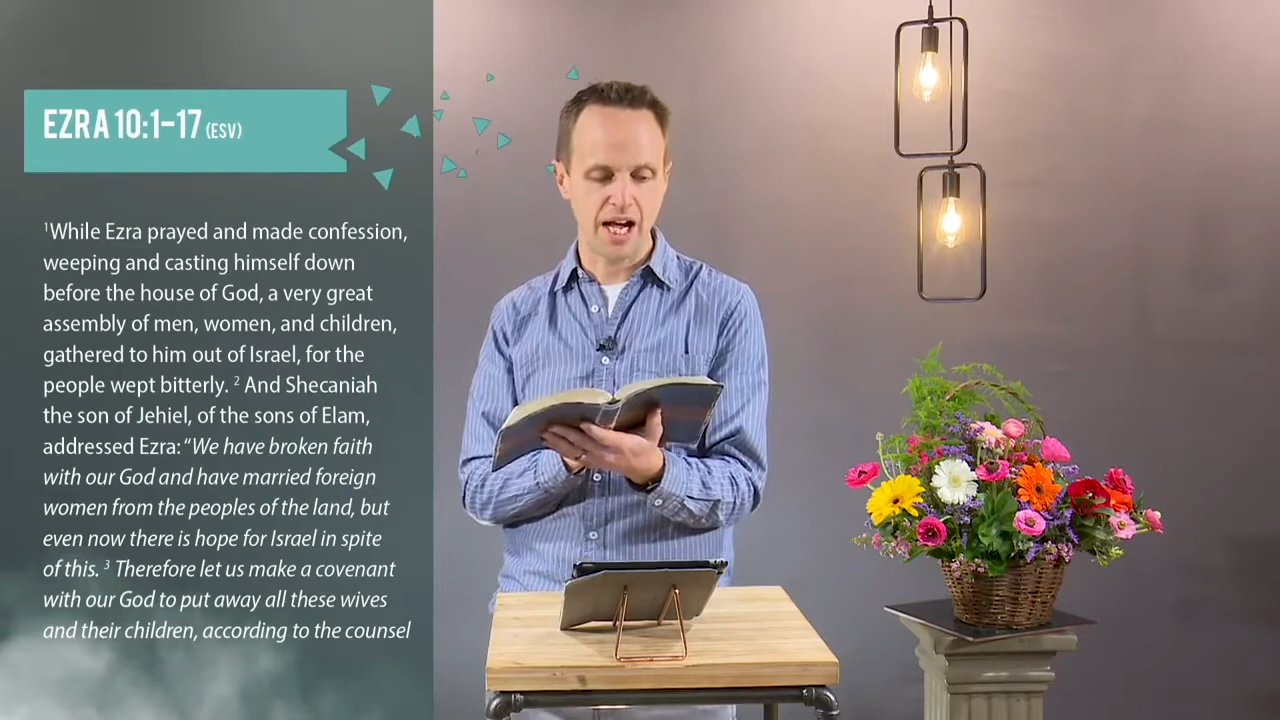 EZRA 10:1–17 (ESV)
¹While Ezra prayed and made confession,
weeping and casting himself down
before the house of God, a very great
assembly of men, women, and children,
gathered to him out of Israel, for the
people wept bitterly. ² And Shecaniah
the son of Jehiel, of the sons of Elam,
addressed Ezra: “We have broken faith
with our God and have married foreign
women from the peoples of the land, but
even now there is hope for Israel in spite
of this. ³ Therefore let us make a covenant
with our God to put away all these wives
and their children, according to the counsel